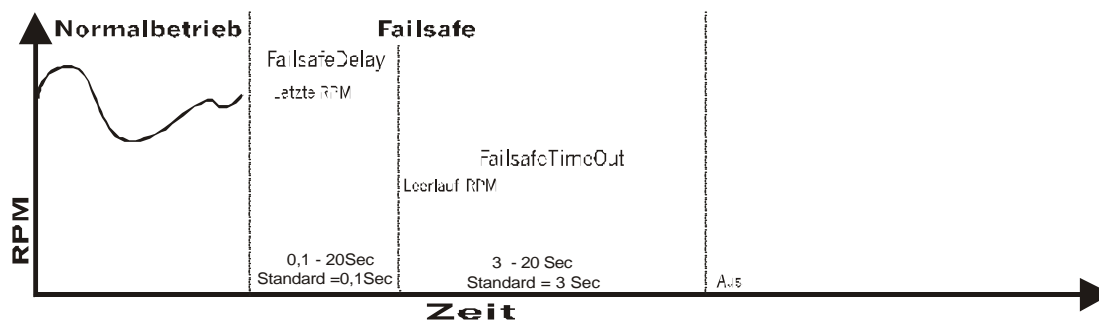 Normalbetrieb
Failsafe
FailsafeDelay
Letzte RPM
FailsafeTimeOut
Leerlauf RPM
RPM
0,1 - 20Sec
Standard =0,1Sec
3 - 20 Sec
Standard = 3 Sec
Aus
Zeit